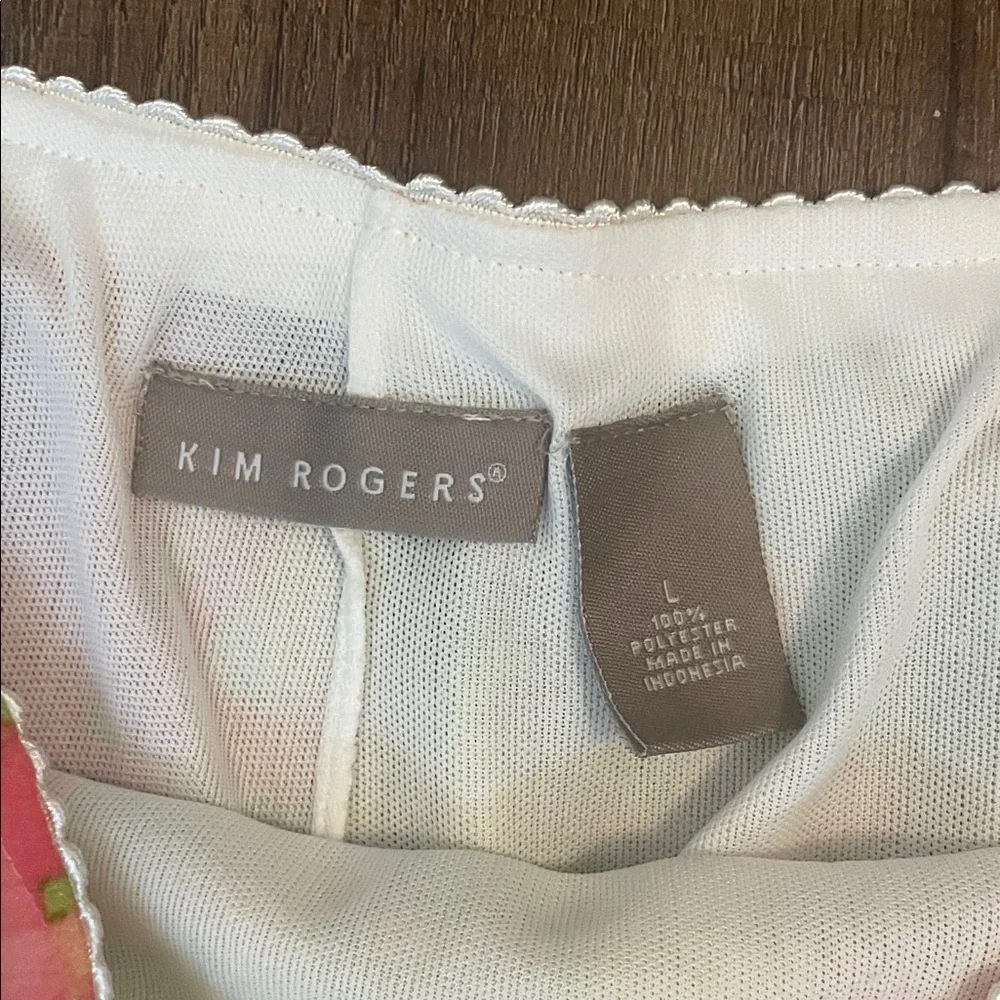 KIM ROGERS®
L
100%
POLYESTER
MADE IN
INDONESIA